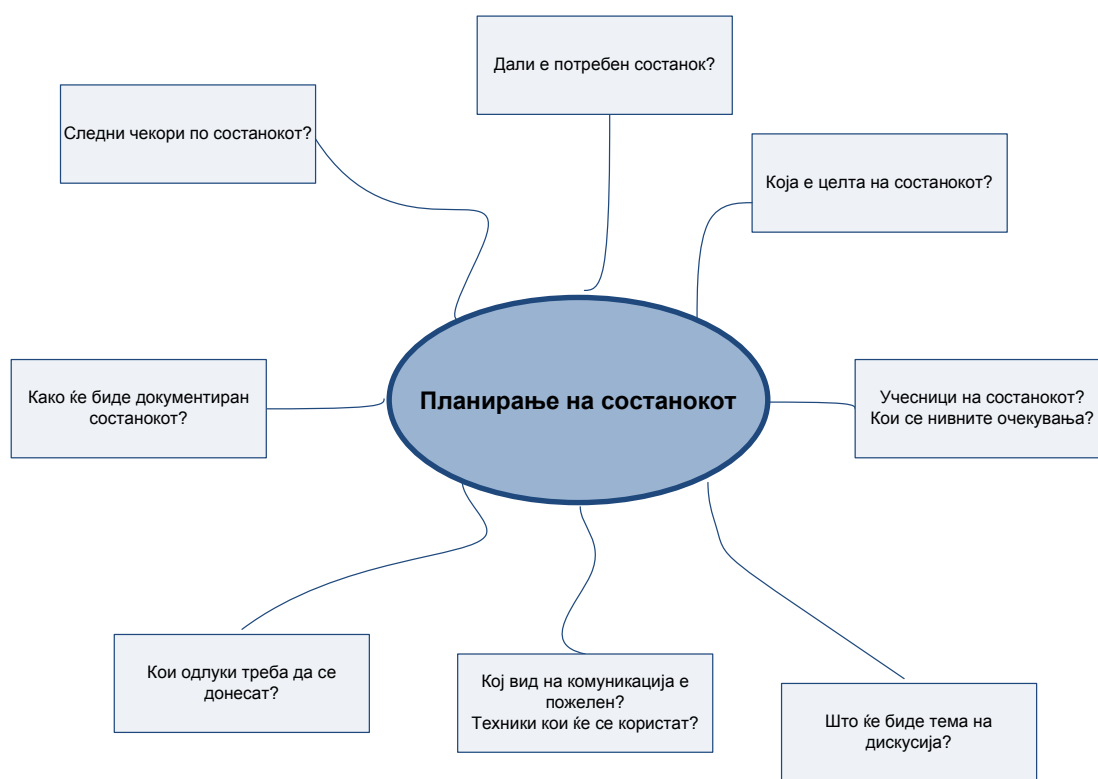 Дали е потребен состанок?
Следни чекори по состанокот?
Која е целта на состанокот?
Планирање на состанокот
Како ќе биде документиран
состанокот?
Учесници на состанокот?
Кои се нивните очекувања?
Кои одлуки треба да се
донесат?
Кој вид на комуникација е
пожелен?
Техники кои ќе се користат?
Што ќе биде тема на
дискусија?